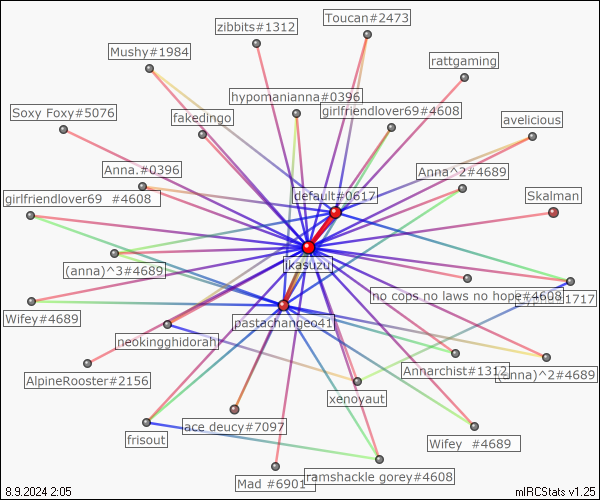 Toucan#2473
zibbits#1312
Mushy#1984
rattgaming
hypomanianna#0396
girlfriendlover69#4608
Soxy Foxy#5076
fakedingo
avelicious
Anna.#0396
Anna^2#4689
default#0617
Skalman
girlfriendlover69 #4608
ikasuzu
(anna)^3#4689
no cops no laws no hope#4608
1717
Wifey#4689
pastachangeo41
neokingghidorah
Annarchist#1312
)^2#4689
AlpineRooster#2156
xenoyaut
ace deucy#7097
frisout
Wifey #4689
Mad #6901
ramshackle gorey#4608
8.9.2024 2:05
mIRCStats v1.25